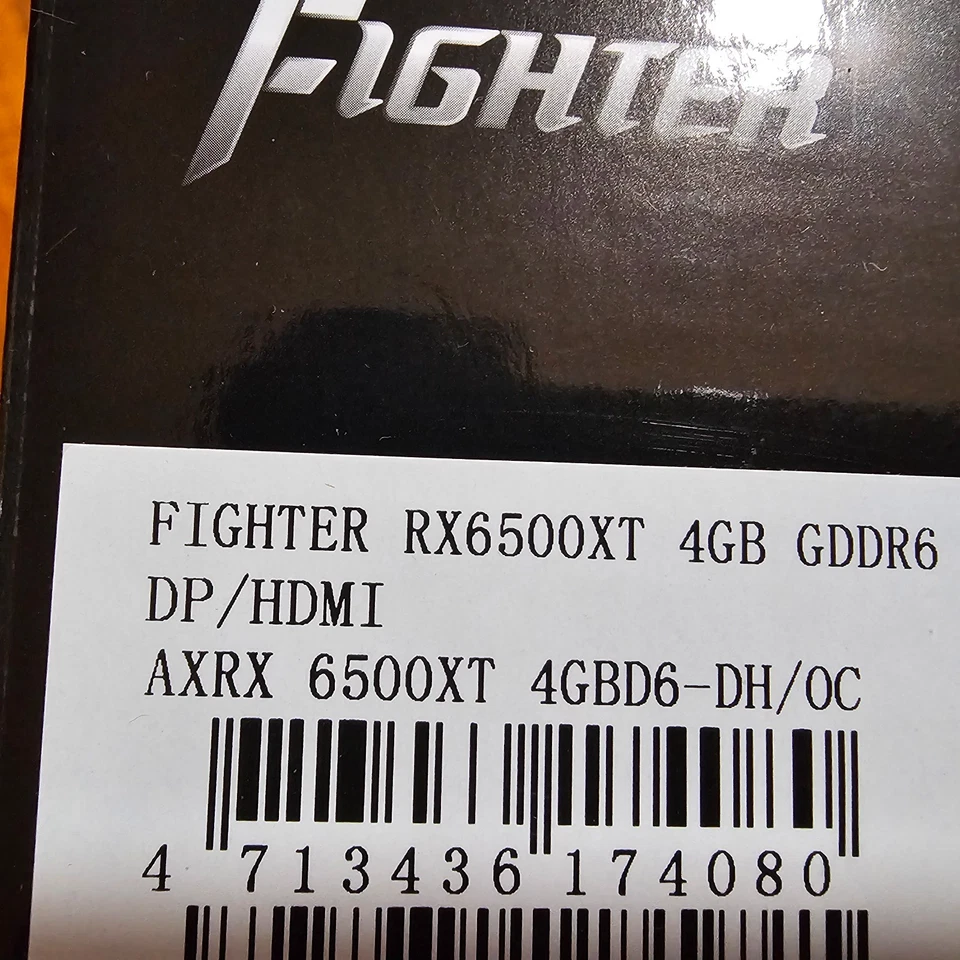 FIGHTER
FIGHTER RX6500XT 4GB GDDR6
DP/HDMI
AXRX 6500XT 4GBD6-DH/OC
4 713436 174080